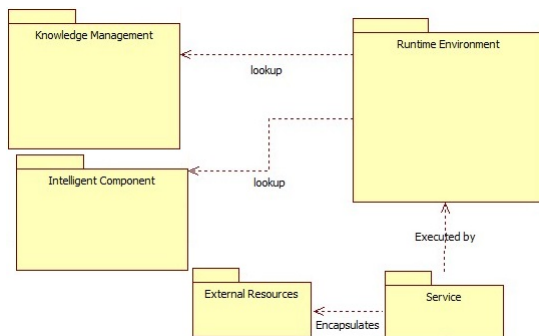 Knowledge Management
Runtime Environment
lookup
Intelligent Component
lookup
Executed by
External Resources
Service
Encapsulates